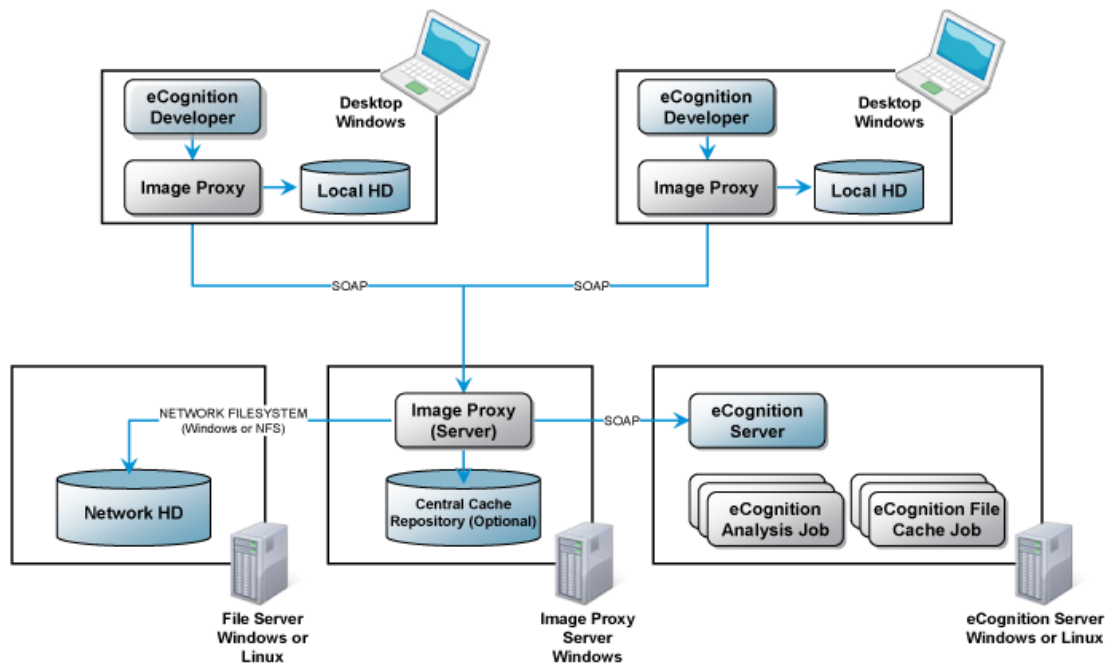 eCognition
Developer
Desktop
Windows
Image Proxy
Local HD
eCognition
Developer
Desktop
Windows
Image Proxy
Local HD
SOAP
SOAP
NETWORK FILESYSTEM
(Windows or NFS)
Network HD
File Server
Windows or
Linux
Image Proxy
(Server)
Central Cache
Repository (Optional)
Image Proxy
Server
Windows
SOAP
eCognition
Server
eCognition
Analysis Job
eCognition File
Cache Job
eCognition Server
Windows or Linux